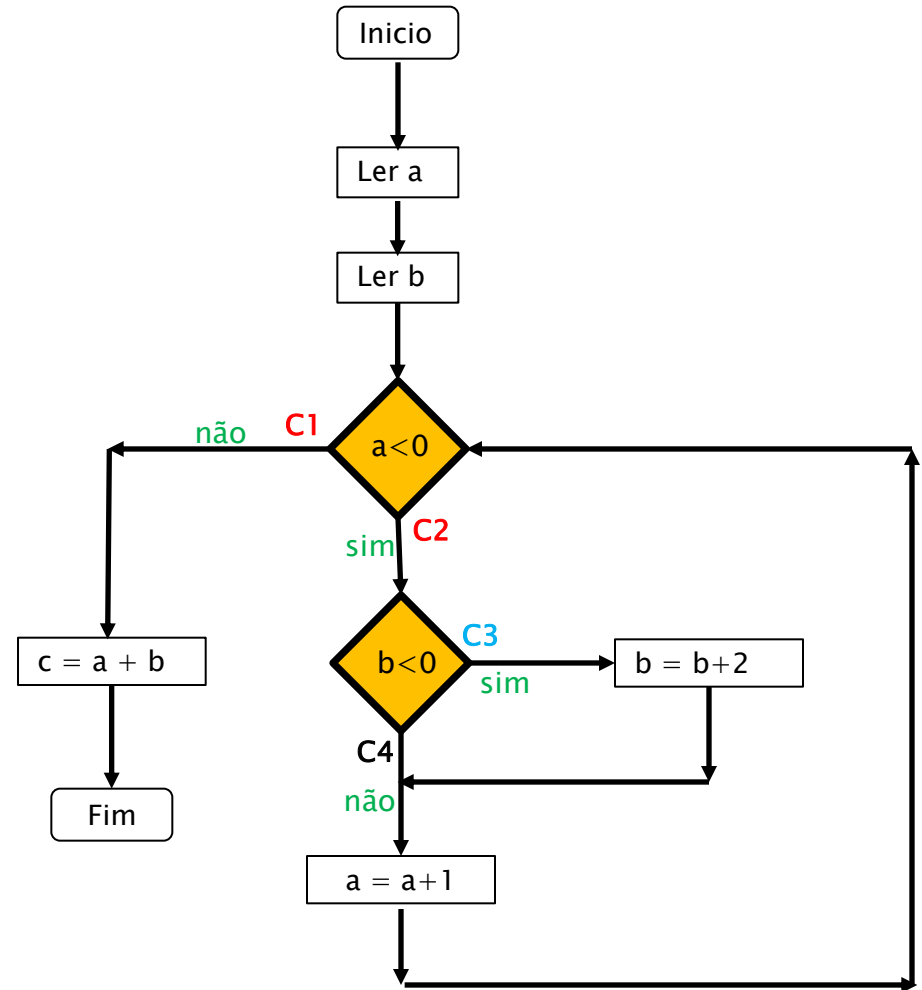 Inicio
Ler a
Ler b
a<0
não
C1
C2
sim
b<0
C3
sim
b = b+2
C4
não
c = a + b
Fim
a = a+1